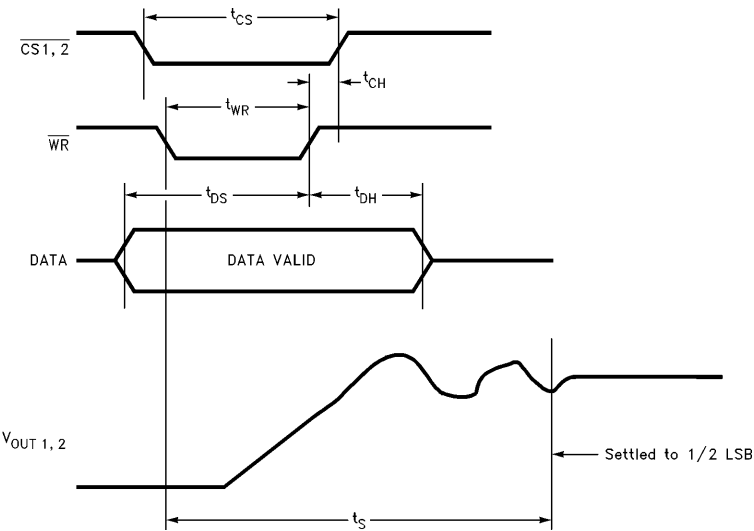 tCS
CS1, 2
tCH
tWR
WR
tDS
tDH
DATA
DATA VALID
VOUT 1, 2
Settled to 1/2 LSB
tS